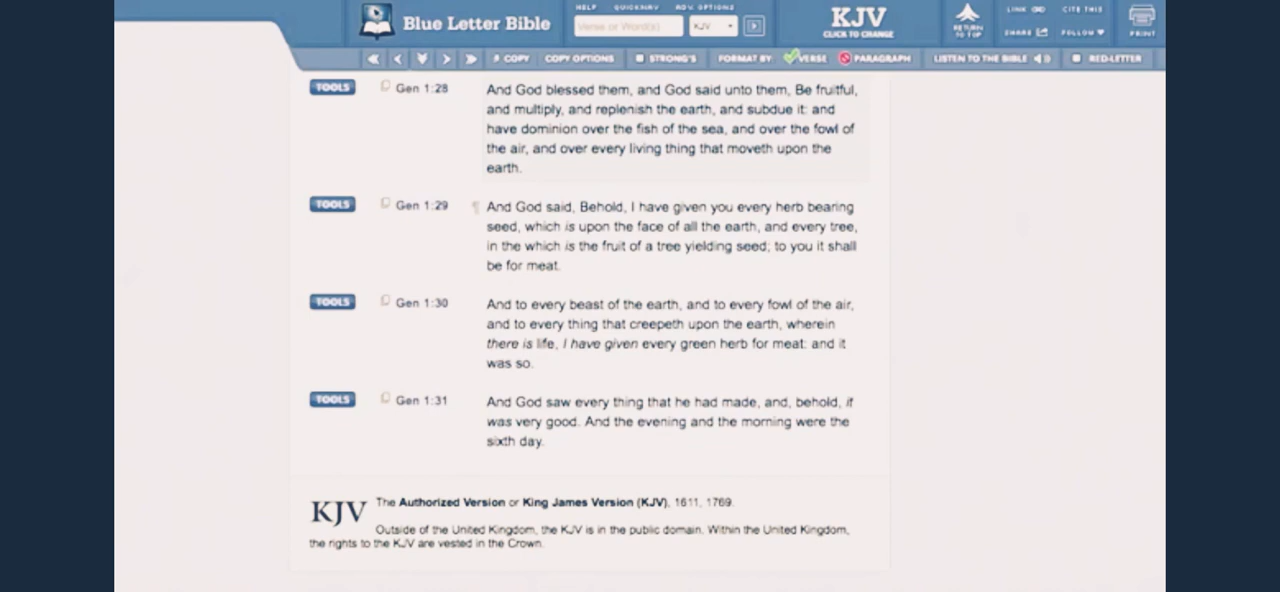 HELP QUICKNAV ADV. OPTIONS
Blue Letter Bible
Verse or Word(s) KJV
KJV
CLICK TO CHANGE
RETURN
TO TOP
LINK CITE THIS
SHARE FOLLOW PRINT
COPY COPY OPTIONS STRONG'S FORMAT BY VERSE PARAGRAPH LISTEN TO THE BIBLE RED-LETTER
TOOLS Gen 1:28 And God blessed them, and God said unto them, Be fruitful,
and multiply, and replenish the earth, and subdue it: and
have dominion over the fish of the sea, and over the fowl of
the air, and over every living thing that moveth upon the
earth.
TOOLS Gen 1:29 ¶ And God said, Behold, I have given you every herb bearing
seed, which is upon the face of all the earth, and every tree,
in the which is the fruit of a tree yielding seed; to you it shall
be for meat.
TOOLS Gen 1:30 And to every beast of the earth, and to every fowl of the air,
and to every thing that creepeth upon the earth, wherein
there is life, I have given every green herb for meat: and it
was so.
TOOLS Gen 1:31 And God saw every thing that he had made, and, behold, it
was very good. And the evening and the morning were the
sixth day.
KJV The Authorized Version or King James Version (KJV), 1611, 1769.
Outside of the United Kingdom, the KJV is in the public domain. Within the United Kingdom,
the rights to the KJV are vested in the Crown.